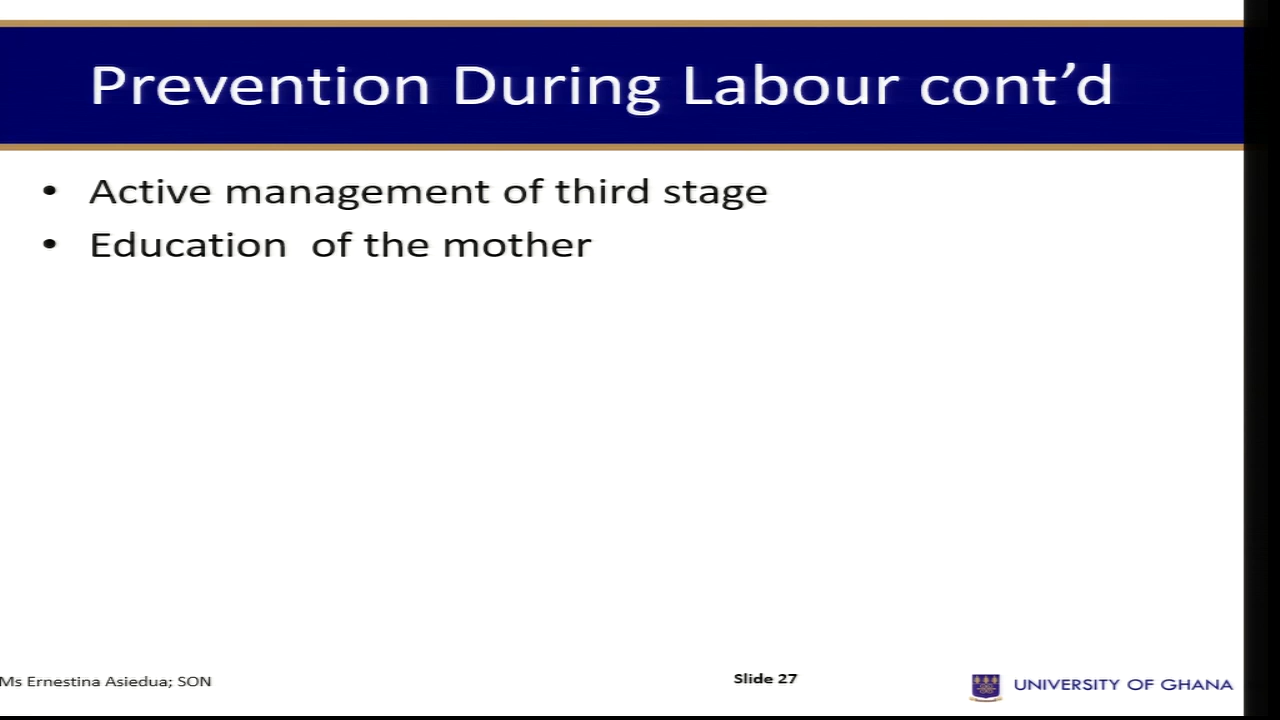 Prevention During Labour cont’d
• Active management of third stage
• Education of the mother
Ms Ernestina Asiedua; SON
Slide 27
UNIVERSITY OF GHANA